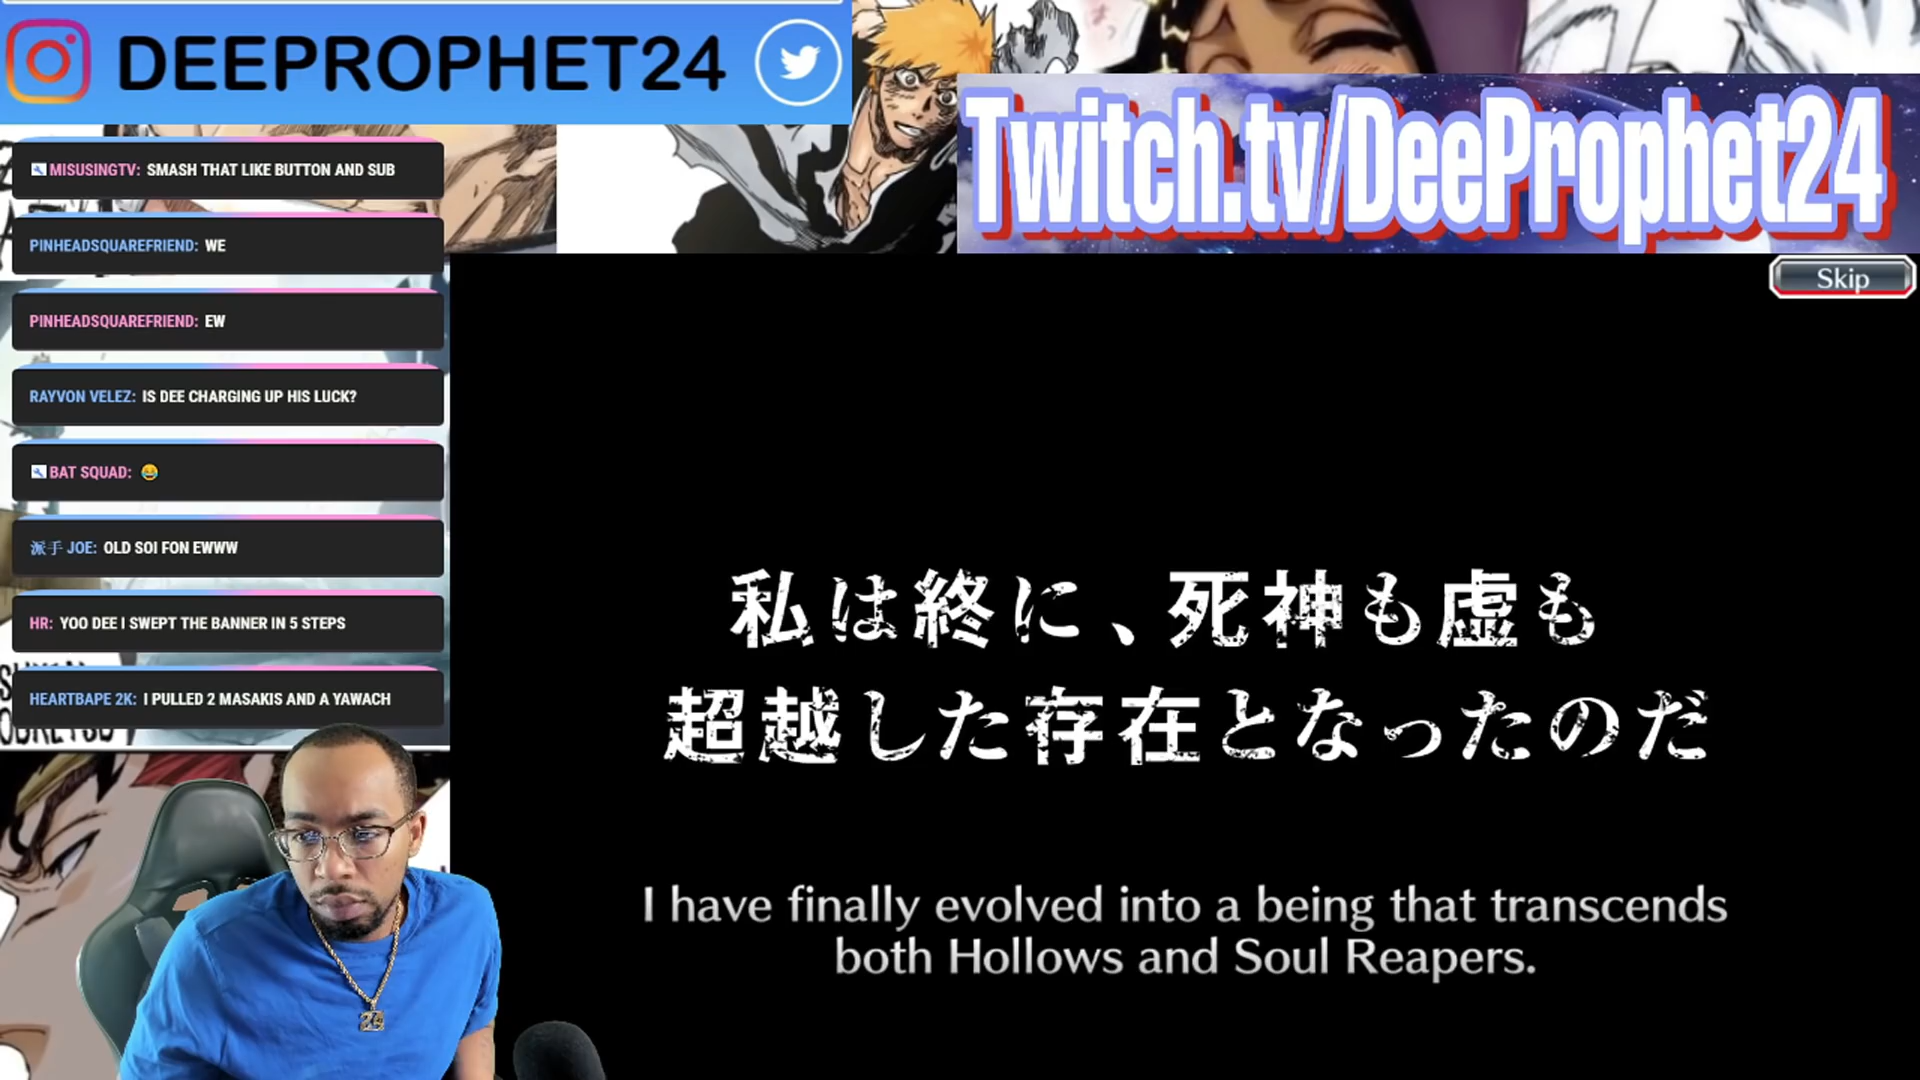 DEEPROPHET24
Twitch.tv/DeeProphet24
MISUSINGTV: SMASH THAT LIKE BUTTON AND SUB
PINHEADSQUAREFRIEND: WE
PINHEADSQUAREFRIEND: EW
RAYVON VELEZ: IS DEE CHARGING UP HIS LUCK?
BAT SQUAD: 😂
派手 JOE: OLD SOI FON EWWW
HR: YOO DEE I SWEPT THE BANNER IN 5 STEPS
HEARTBAPE 2K: I PULLED 2 MASAKIS AND A YAWACH
Skip
私は終に、死神も虚も
超越した存在となったのだ
I have finally evolved into a being that transcends
both Hollows and Soul Reapers.
24